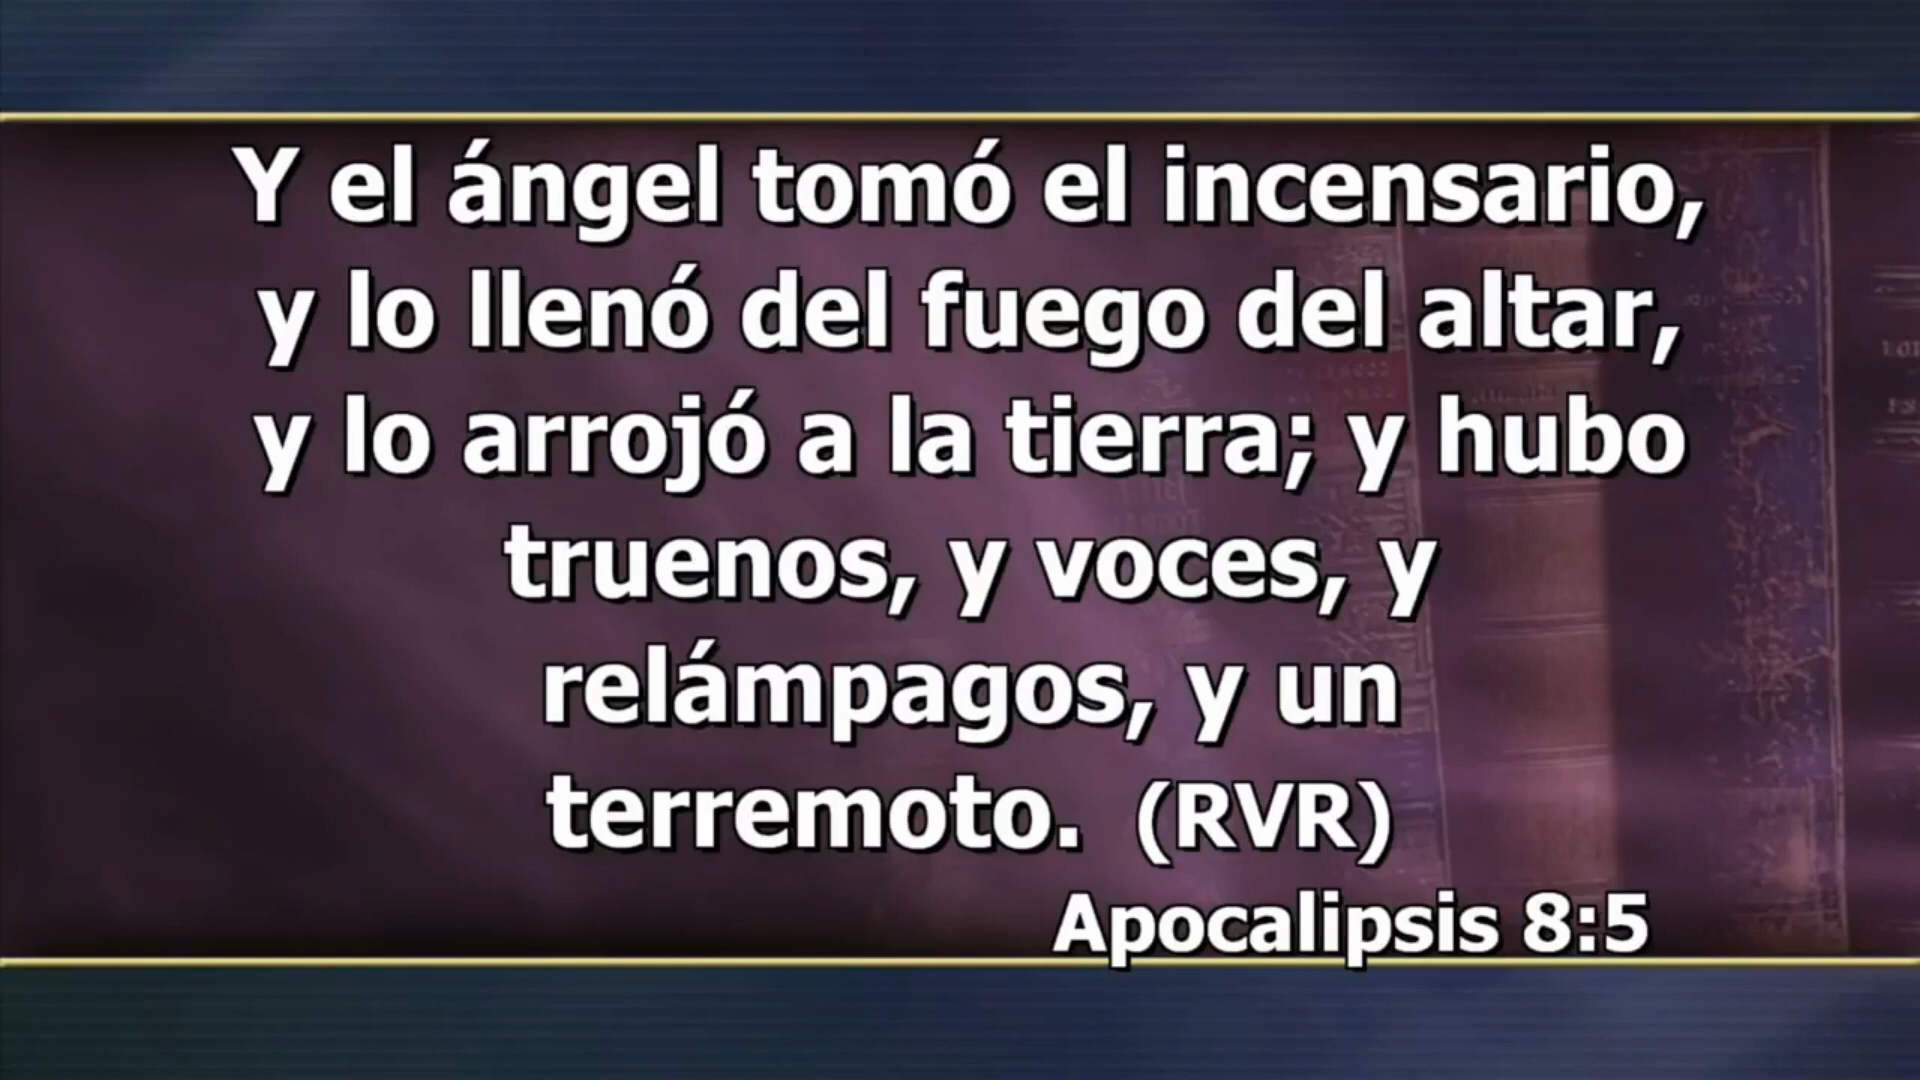 Y el ángel tomó el incensario,
y lo llenó del fuego del altar,
y lo arrojó a la tierra; y hubo
truenos, y voces, y
relámpagos, y un
terremoto. (RVR)
Apocalipsis 8:5